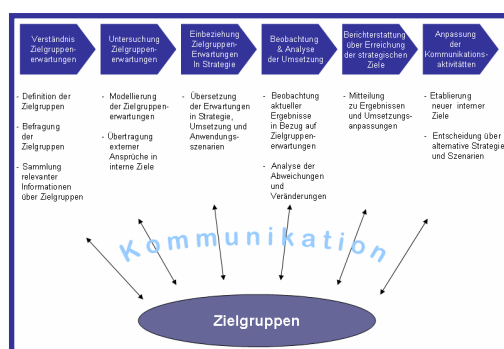 Verständnis
Zielgruppen-
erwartungen
Untersuchung
Zielgruppen-
erwartungen
Einbeziehung
Zielgruppen-
Erwartungen
In Strategie
Beobachtung
& Analyse
der Umsetzung
Berichterstattung
über Erreichung
der strategischen
Ziele
Anpassung
der
Kommunikations-
aktivitäten
- Definition der
Zielgruppen
- Befragung
der
Zielgruppen
- Sammlung
relevanter
Informationen
über Zielgruppen
- Modellierung
der Zielgruppen-
erwartungen
- Übertragung
externer
Ansprüche in
interne Ziele
- Übersetzung
der Erwartungen
in Strategie,
Umsetzung und
Anwendungs-
szenarien
- Beobachtung
aktueller
Ergebnisse
in Bezug auf
Zielgruppen-
erwartungen
- Analyse der
Abweichungen
und
Veränderungen
- Mitteilung
zu Ergebnissen
und Umsetzungs-
anpassungen
- Etablierung
neuer interner
Ziele
- Entscheidung über
alternative Strategie
und Szenarien
Kommunikation
Zielgruppen